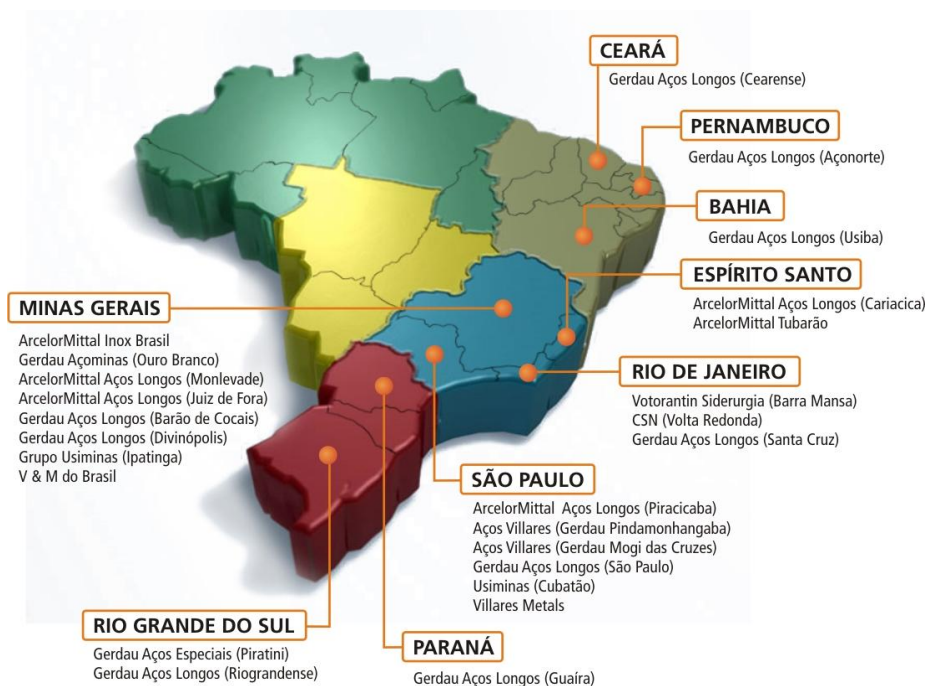 CEARÁ
Gerdau Aços Longos (Cearense)
PERNAMBUCO
Gerdau Aços Longos (Açonorte)
BAHIA
Gerdau Aços Longos (Usiba)
ESPÍRITO SANTO
ArcelorMittal Aços Longos (Cariacica)
ArcelorMittal Tubarão
MINAS GERAIS
ArcelorMittal Inox Brasil
Gerdau Açominas (Ouro Branco)
ArcelorMittal Aços Longos (Monlevade)
ArcelorMittal Aços Longos (Juiz de Fora)
Gerdau Aços Longos (Barão de Cocais)
Gerdau Aços Longos (Divinópolis)
Grupo Usiminas (Ipatinga)
V & M do Brasil
RIO DE JANEIRO
Votorantin Siderurgia (Barra Mansa)
CSN (Volta Redonda)
Gerdau Aços Longos (Santa Cruz)
SÃO PAULO
ArcelorMittal Aços Longos (Piracicaba)
Aços Villares (Gerdau Pindamonhangaba)
Aços Villares (Gerdau Mogi das Cruzes)
Gerdau Aços Longos (São Paulo)
Usiminas (Cubatão)
Villares Metals
RIO GRANDE DO SUL
Gerdau Aços Especiais (Piratini)
Gerdau Aços Longos (Riograndense)
PARANÁ
Gerdau Aços Longos (Guaíra)